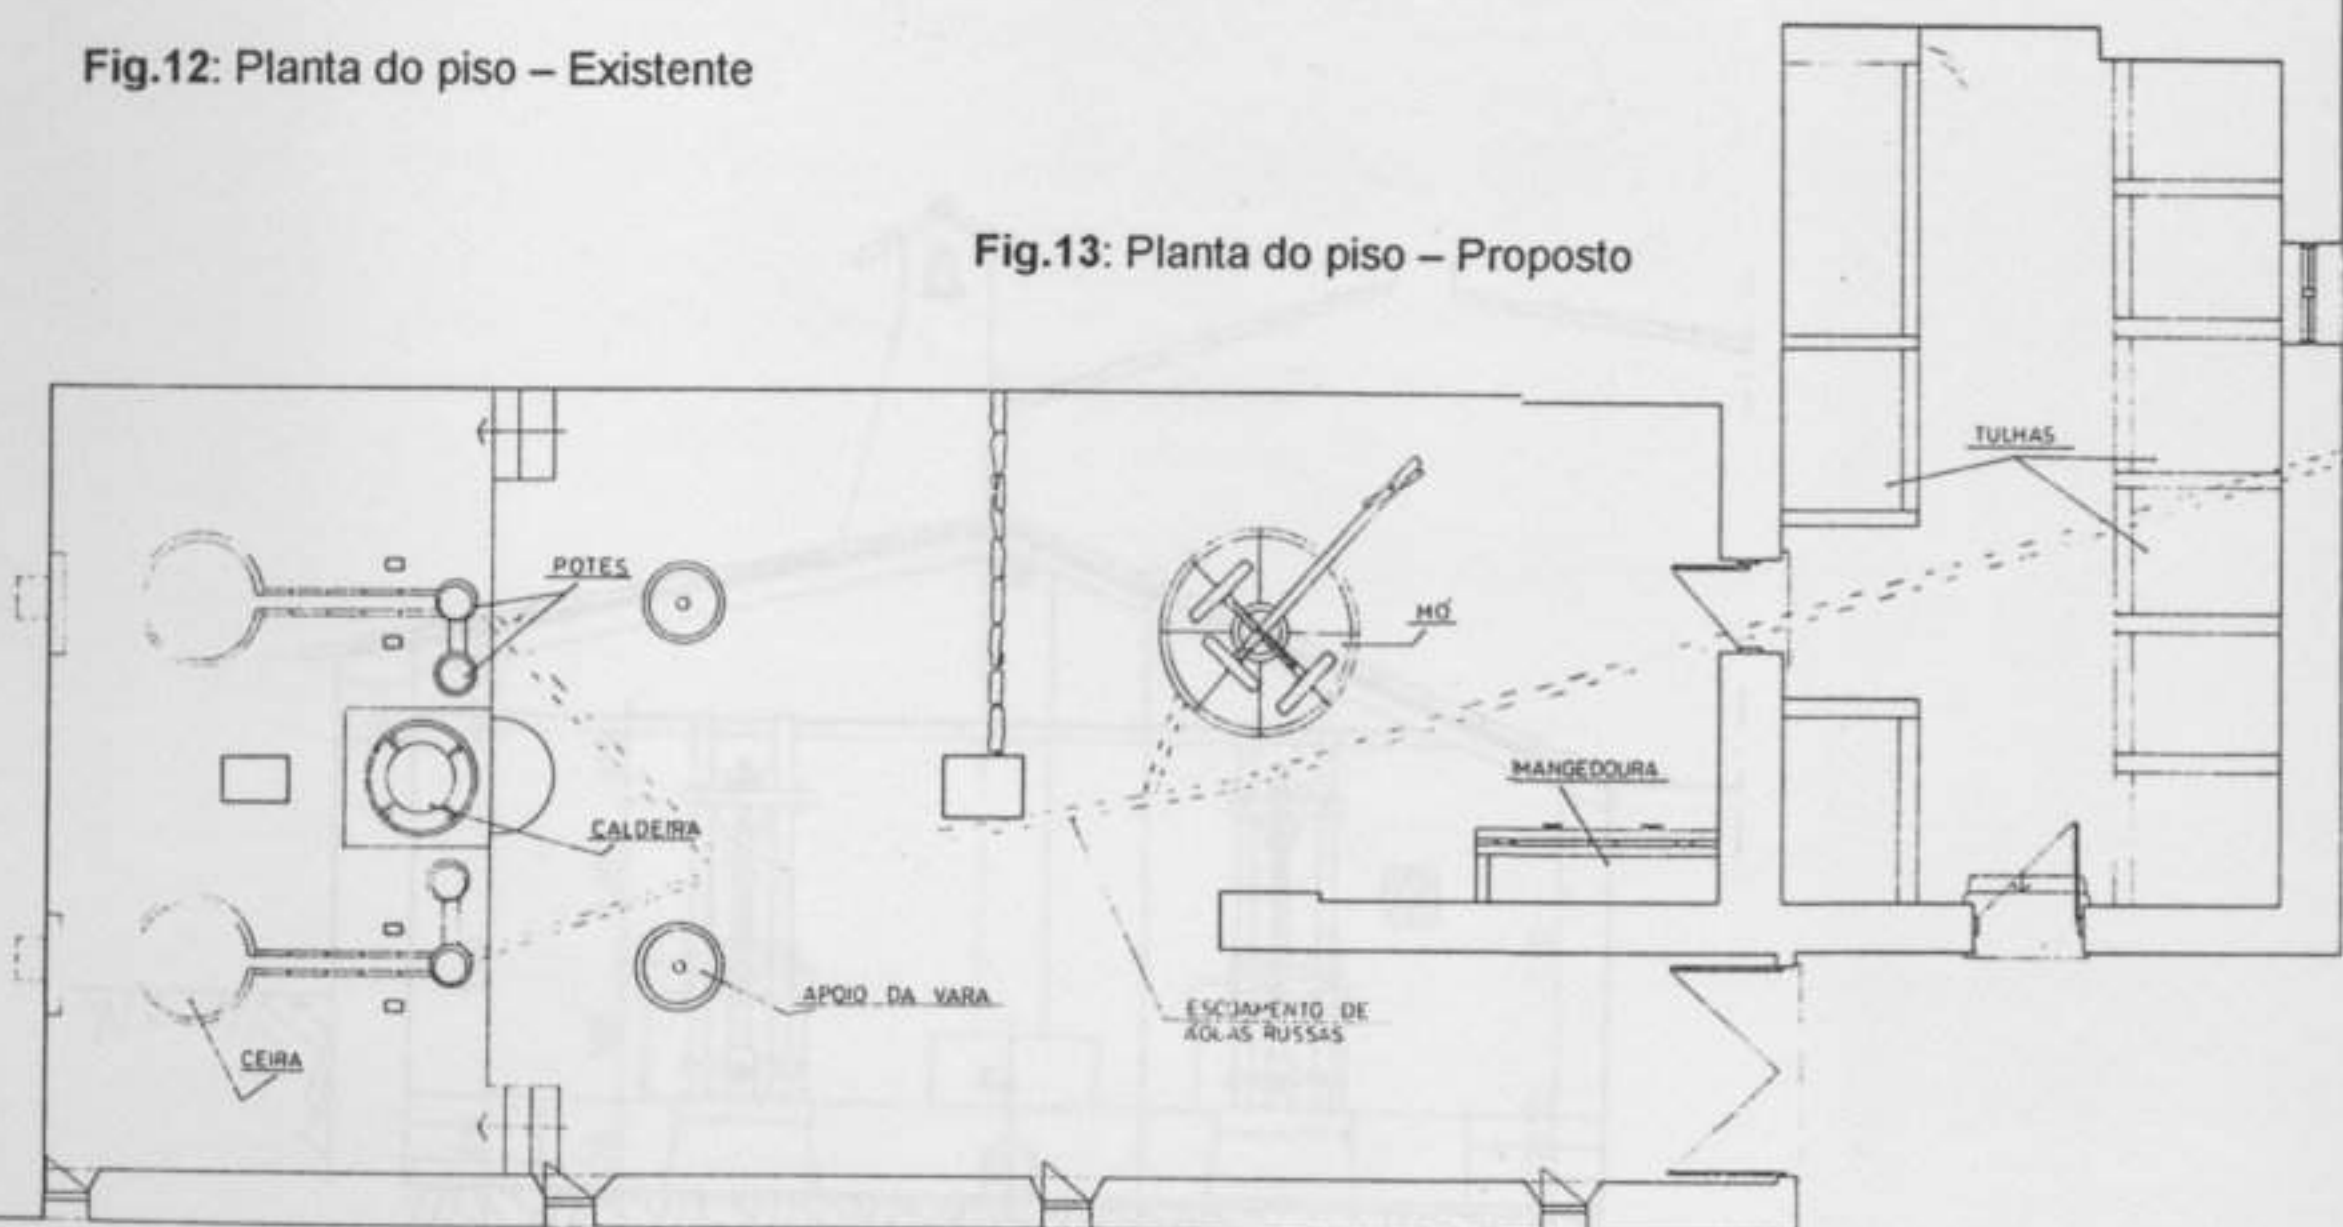 Fig.12: Planta do piso – Existente
Fig.13: Planta do piso – Proposto
TULHAS
POTES
MÓ
MANGEDOURA
CALDEIRA
APOIO DA VARA
ESCOAMENTO DE
ÁGUAS RUSSAS
CEIRA